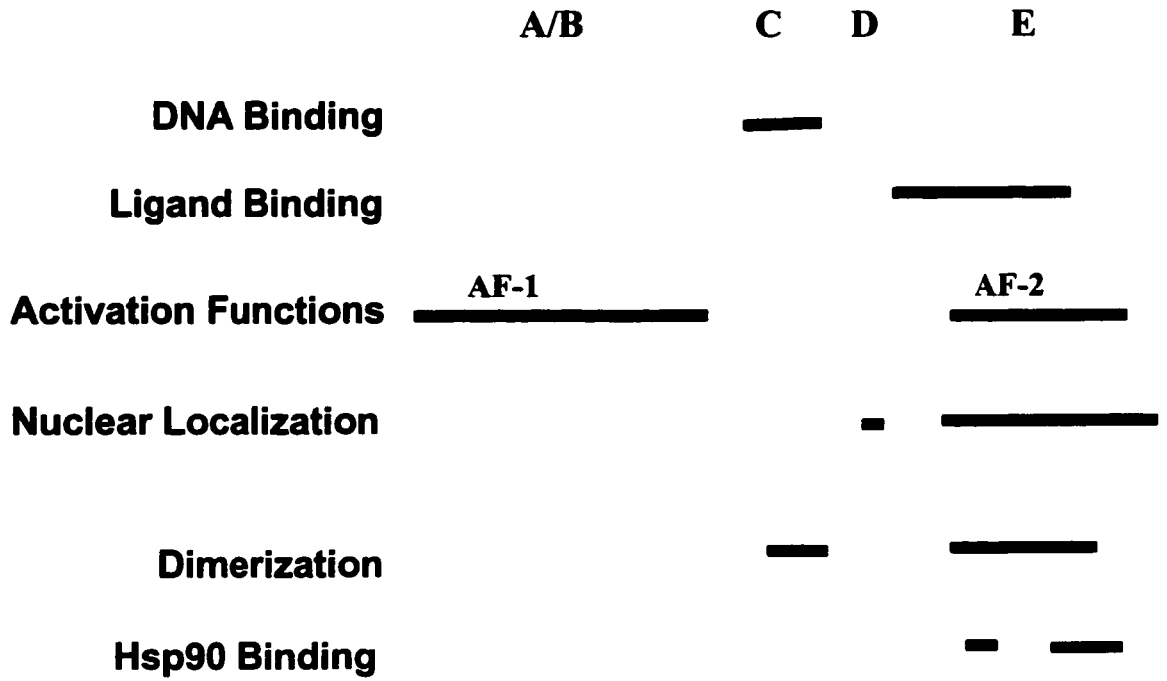 A/B C D E
DNA Binding
Ligand Binding
AF-1 AF-2
Activation Functions
Nuclear Localization
Dimerization
Hsp90 Binding